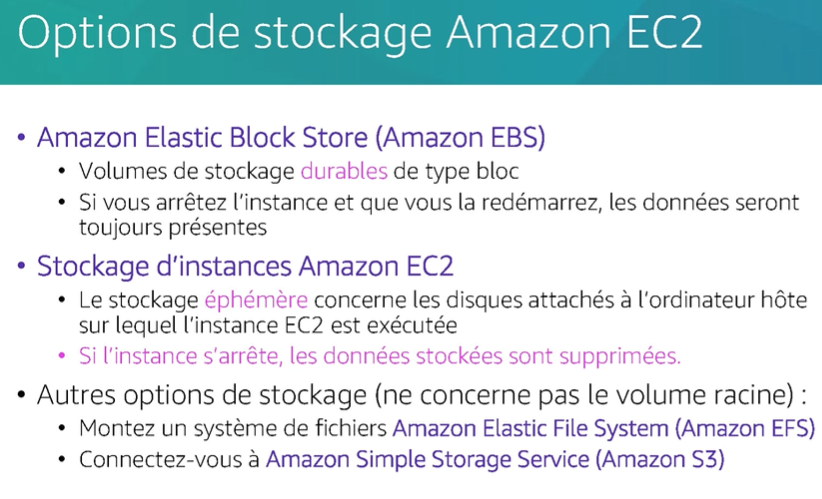 Options de stockage Amazon EC2
• Amazon Elastic Block Store (Amazon EBS)
• Volumes de stockage durables de type bloc
• Si vous arrêtez l'instance et que vous la redémarrez, les données seront
toujours présentes
• Stockage d'instances Amazon EC2
• Le stockage éphémère concerne les disques attachés à l'ordinateur hôte
sur lequel l'instance EC2 est exécutée
• Si l'instance s'arrête, les données stockées sont supprimées.
• Autres options de stockage (ne concerne pas le volume racine) :
• Montez un système de fichiers Amazon Elastic File System (Amazon EFS)
• Connectez-vous à Amazon Simple Storage Service (Amazon S3)